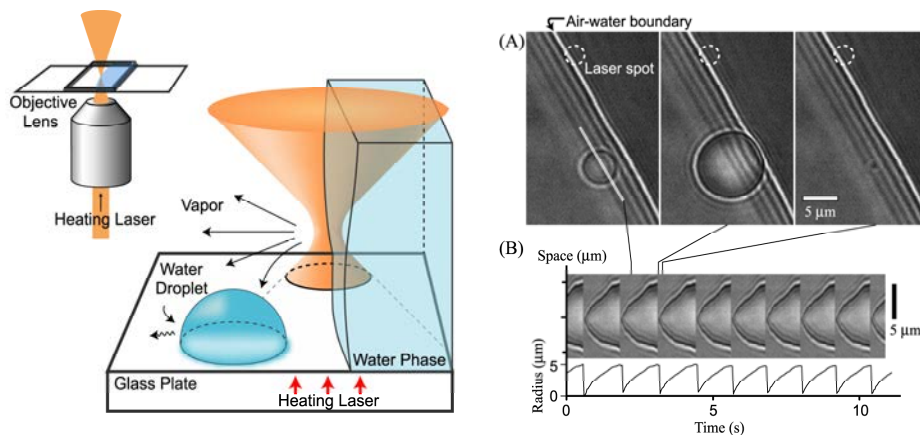 Objective
Lens
Heating Laser
Vapor
Water
Droplet
Water Phase
Glass Plate
Heating Laser
(A)
Air-water boundary
Laser spot
5 μm
(B)
Space (μm)
5 μm
Radius (μm)
5
0
0
5
10
Time (s)